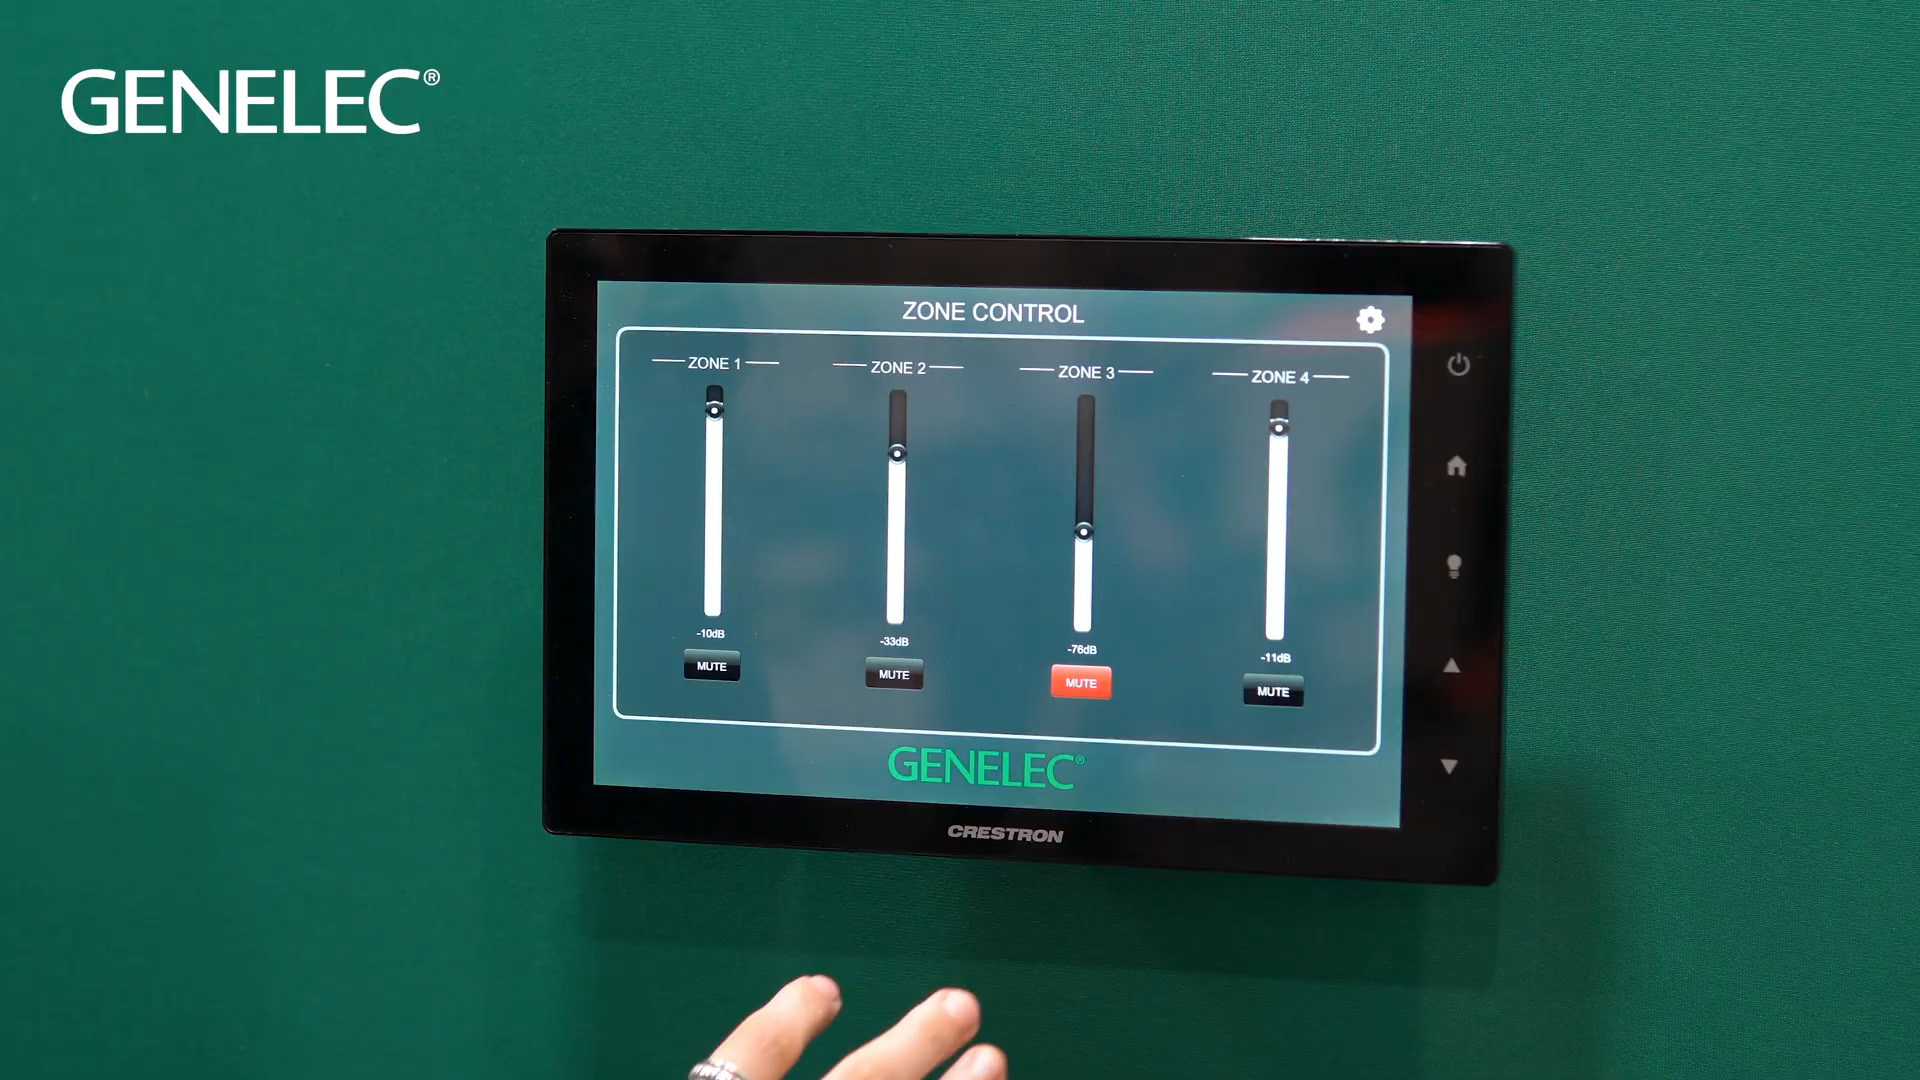 GENELEC®
ZONE CONTROL
ZONE 1
ZONE 2
ZONE 3
ZONE 4
-10dB
-33dB
-76dB
-11dB
MUTE
MUTE
MUTE
MUTE
GENELEC®
CRESTRON